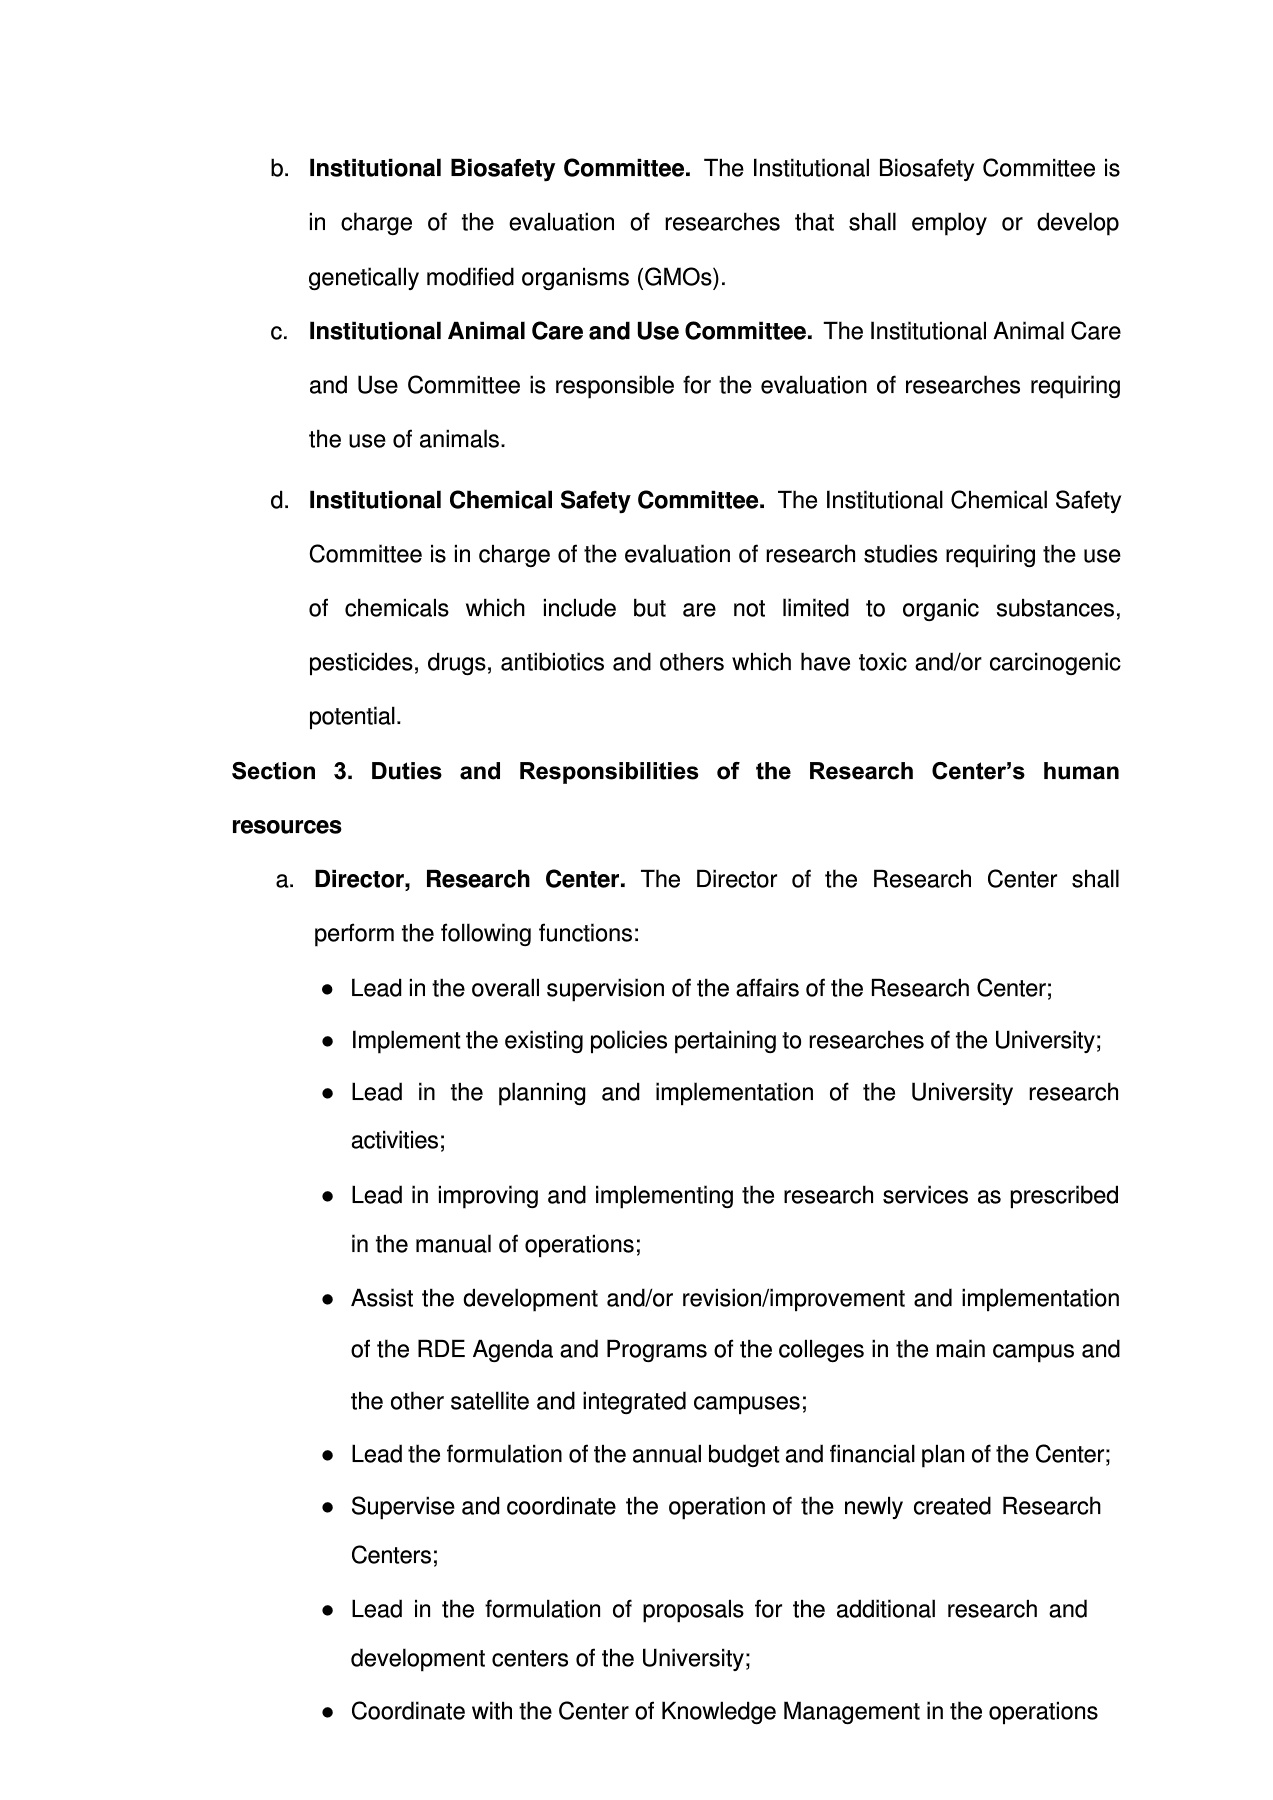 b. Institutional Biosafety Committee. The Institutional Biosafety Committee is
in charge of the evaluation of researches that shall employ or develop
genetically modified organisms (GMOs).
c. Institutional Animal Care and Use Committee. The Institutional Animal Care
and Use Committee is responsible for the evaluation of researches requiring
the use of animals.
d. Institutional Chemical Safety Committee. The Institutional Chemical Safety
Committee is in charge of the evaluation of research studies requiring the use
of chemicals which include but are not limited to organic substances,
pesticides, drugs, antibiotics and others which have toxic and/or carcinogenic
potential.
Section 3. Duties and Responsibilities of the Research Center’s human
resources
a. Director, Research Center. The Director of the Research Center shall
perform the following functions:
● Lead in the overall supervision of the affairs of the Research Center;
● Implement the existing policies pertaining to researches of the University;
● Lead in the planning and implementation of the University research
activities;
● Lead in improving and implementing the research services as prescribed
in the manual of operations;
● Assist the development and/or revision/improvement and implementation
of the RDE Agenda and Programs of the colleges in the main campus and
the other satellite and integrated campuses;
● Lead the formulation of the annual budget and financial plan of the Center;
● Supervise and coordinate the operation of the newly created Research
Centers;
● Lead in the formulation of proposals for the additional research and
development centers of the University;
● Coordinate with the Center of Knowledge Management in the operations